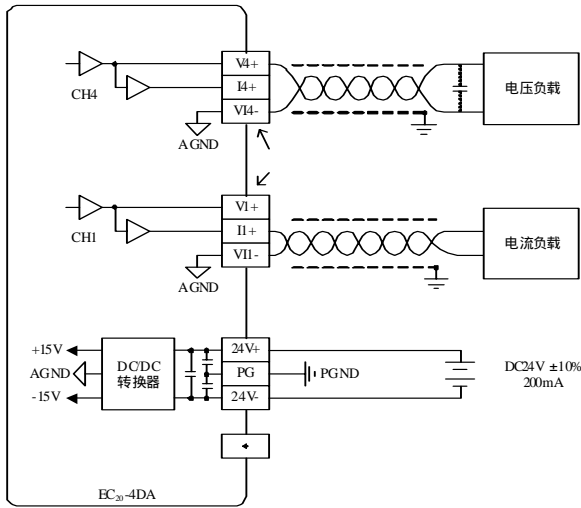 V4+
I4+
VI4-
CH4
AGND
电压负载
V1+
I1+
VI1-
CH1
AGND
电流负载
+15V
AGND
-15V
DC/DC
转换器
24V+
PG
24V-
PGND
DC24V ±10%
200mA
EC₂₀-4DA